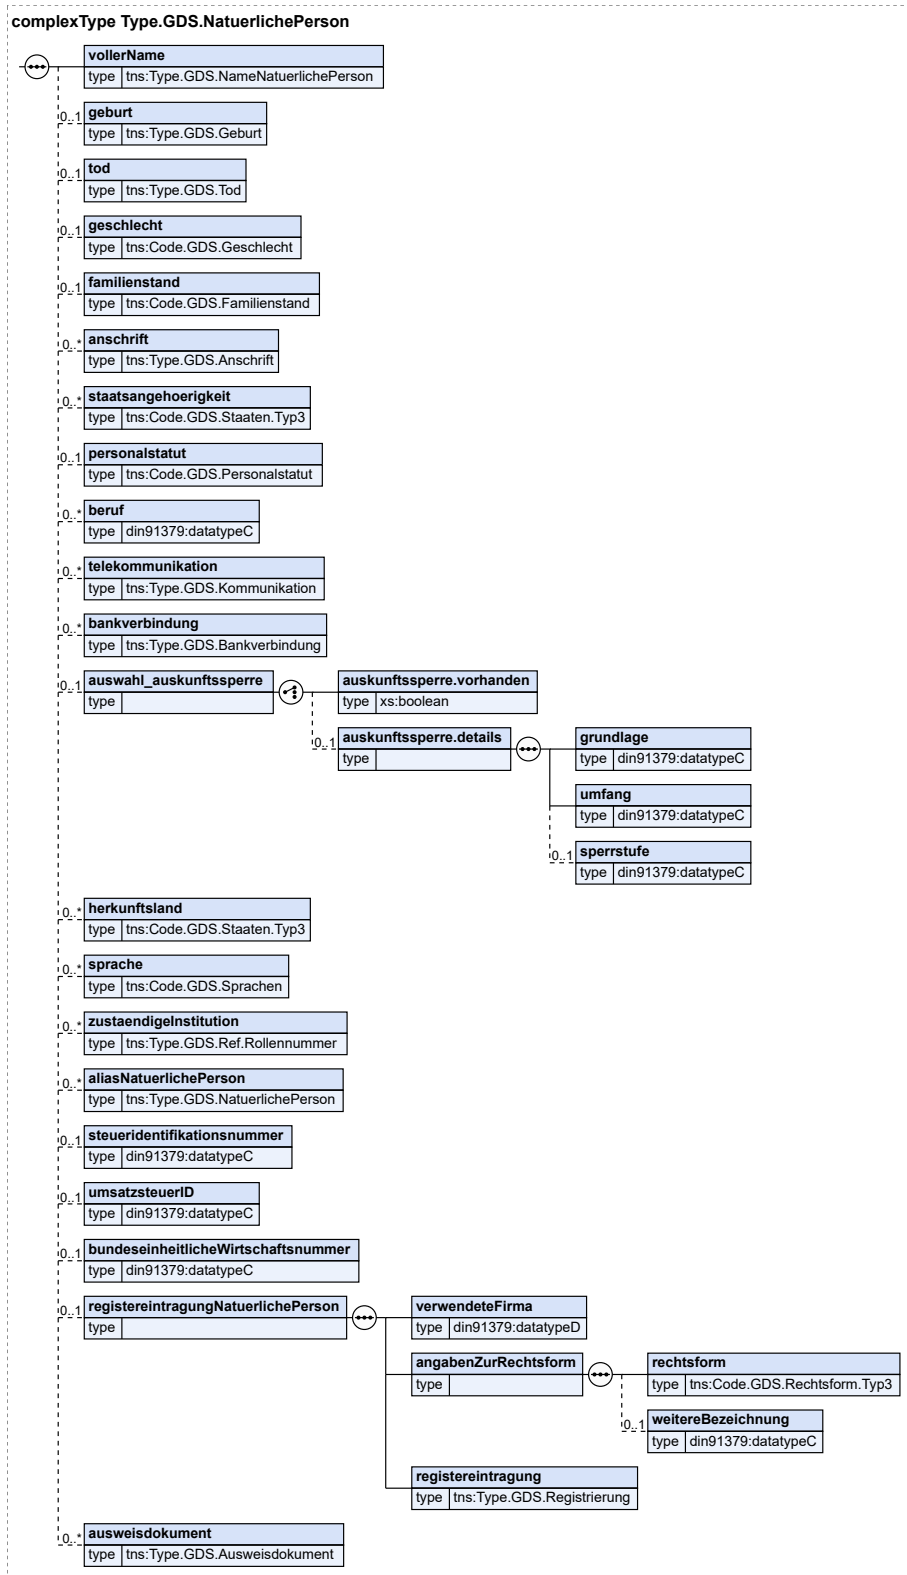 complexType Type.GDS.NatuerlichePerson
vollerName
type tns:Type.GDS.NameNatuerlichePerson
0..1 geburt
type tns:Type.GDS.Geburt
0..1 tod
type tns:Type.GDS.Tod
0..1 geschlecht
type tns:Code.GDS.Geschlecht
0..1 familienstand
type tns:Code.GDS.Familienstand
0..* anschrift
type tns:Type.GDS.Anschrift
0..* staatsangehoerigkeit
type tns:Code.GDS.Staaten.Typ3
0..1 personalstatut
type tns:Code.GDS.Personalstatut
0..* beruf
type din91379:datatypeC
0..* telekommunikation
type tns:Type.GDS.Kommunikation
0..* bankverbindung
type tns:Type.GDS.Bankverbindung
0..1 auswahl_auskunftssperre auskunftssperre.vorhanden
type type xs:boolean
0..1 auskunftssperre.details grundlage
type type din91379:datatypeC
umfang
type din91379:datatypeC
0..1 sperrstufe
type din91379:datatypeC
0..* herkunftsland
type tns:Code.GDS.Staaten.Typ3
0..* sprache
type tns:Code.GDS.Sprachen
0..* zustaendigeInstitution
type tns:Type.GDS.Ref.Rollennummer
0..* aliasNatuerlichePerson
type tns:Type.GDS.NatuerlichePerson
0..1 steueridentifikationsnummer
type din91379:datatypeC
0..1 umsatzsteuerID
type din91379:datatypeC
0..1 bundeseinheitlicheWirtschaftsnummer
type din91379:datatypeC
0..1 registereintragungNatuerlichePerson verwendeteFirma
type type din91379:datatypeD
angabenZurRechtsform rechtsform
type type tns:Code.GDS.Rechtsform.Typ3
0..1 weitereBezeichnung
type din91379:datatypeC
registereintragung
type tns:Type.GDS.Registrierung
0..* ausweisdokument
type tns:Type.GDS.Ausweisdokument